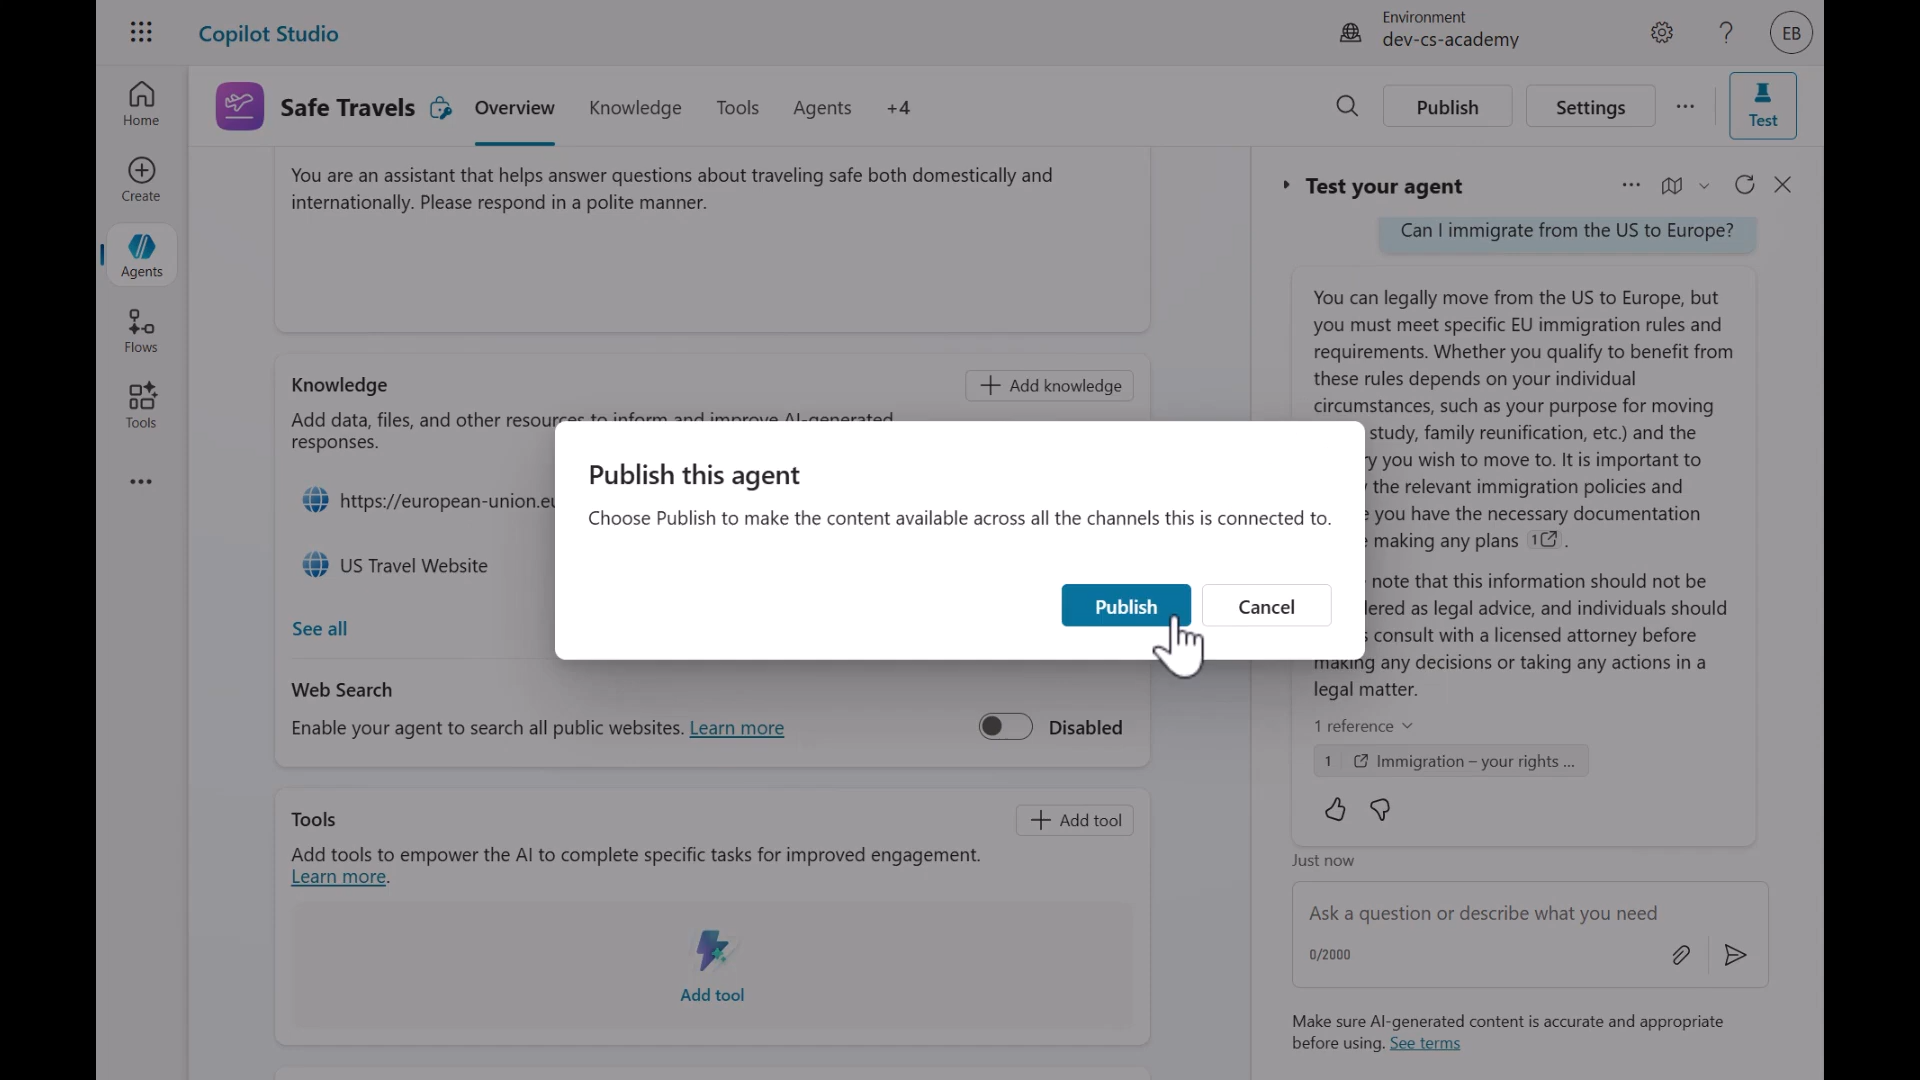 Copilot Studio
Environment
dev-cs-academy
?
EB
Home
Create
Agents
Flows
Tools
Safe Travels
Overview
Knowledge
Tools
Agents
+4
Publish
Settings
Test
You are an assistant that helps answer questions about traveling safe both domestically and
internationally. Please respond in a polite manner.
Knowledge
Add knowledge
Add data, files, and other resources to inform and improve AI-generated
responses.
https://european-union.eu
US Travel Website
See all
Web Search
Enable your agent to search all public websites. Learn more
Disabled
Tools
Add tool
Add tools to empower the AI to complete specific tasks for improved engagement.
Learn more.
Add tool
Publish this agent
Choose Publish to make the content available across all the channels this is connected to.
Publish
Cancel
Test your agent
Can I immigrate from the US to Europe?
You can legally move from the US to Europe, but
you must meet specific EU immigration rules and
requirements. Whether you qualify to benefit from
these rules depends on your individual
circumstances, such as your purpose for moving
study, family reunification, etc.) and the
ry you wish to move to. It is important to
the relevant immigration policies and
e you have the necessary documentation
e making any plans 1.
note that this information should not be
ered as legal advice, and individuals should
s consult with a licensed attorney before
making any decisions or taking any actions in a
legal matter.
1 reference
1 Immigration – your rights ...
Just now
Ask a question or describe what you need
0/2000
Make sure AI-generated content is accurate and appropriate
before using. See terms